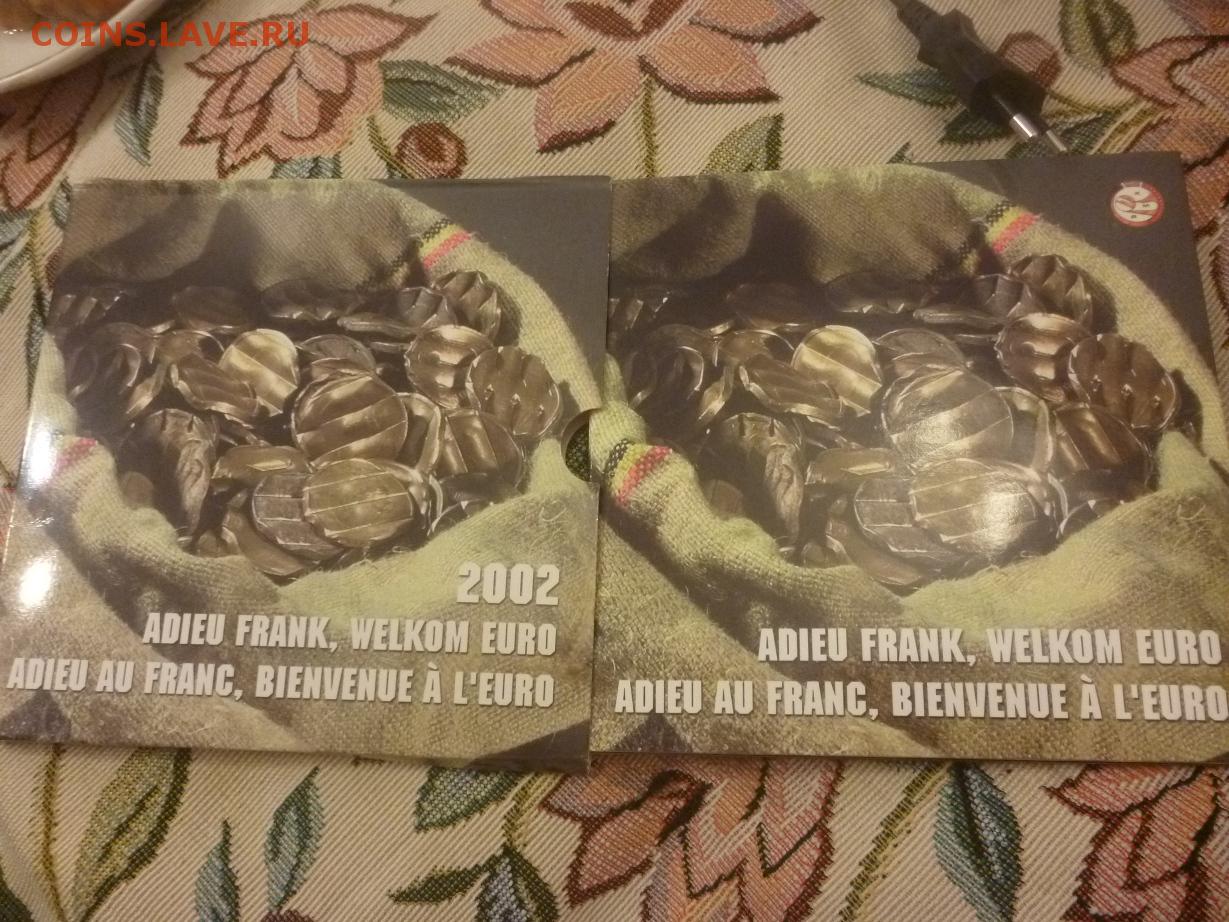 COINS.LAVE.RU
2002
ADIEU FRANK, WELKOM EURO
ADIEU AU FRANC, BIENVENUE À L'EURO
ADIEU FRANK, WELKOM EURO
ADIEU AU FRANC, BIENVENUE À L'EURO